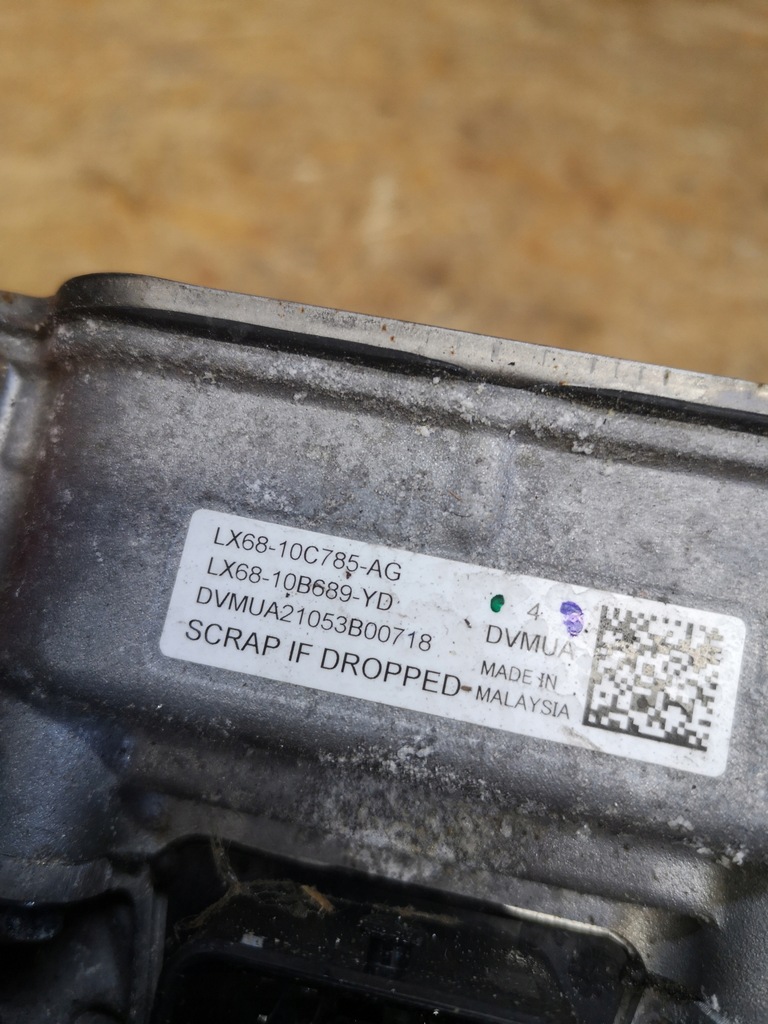 LX68-10C785-AG
LX68-10B689-YD
DVMUA21053B00718
SCRAP IF DROPPED
4
DVMUA
MADE IN
MALAYSIA